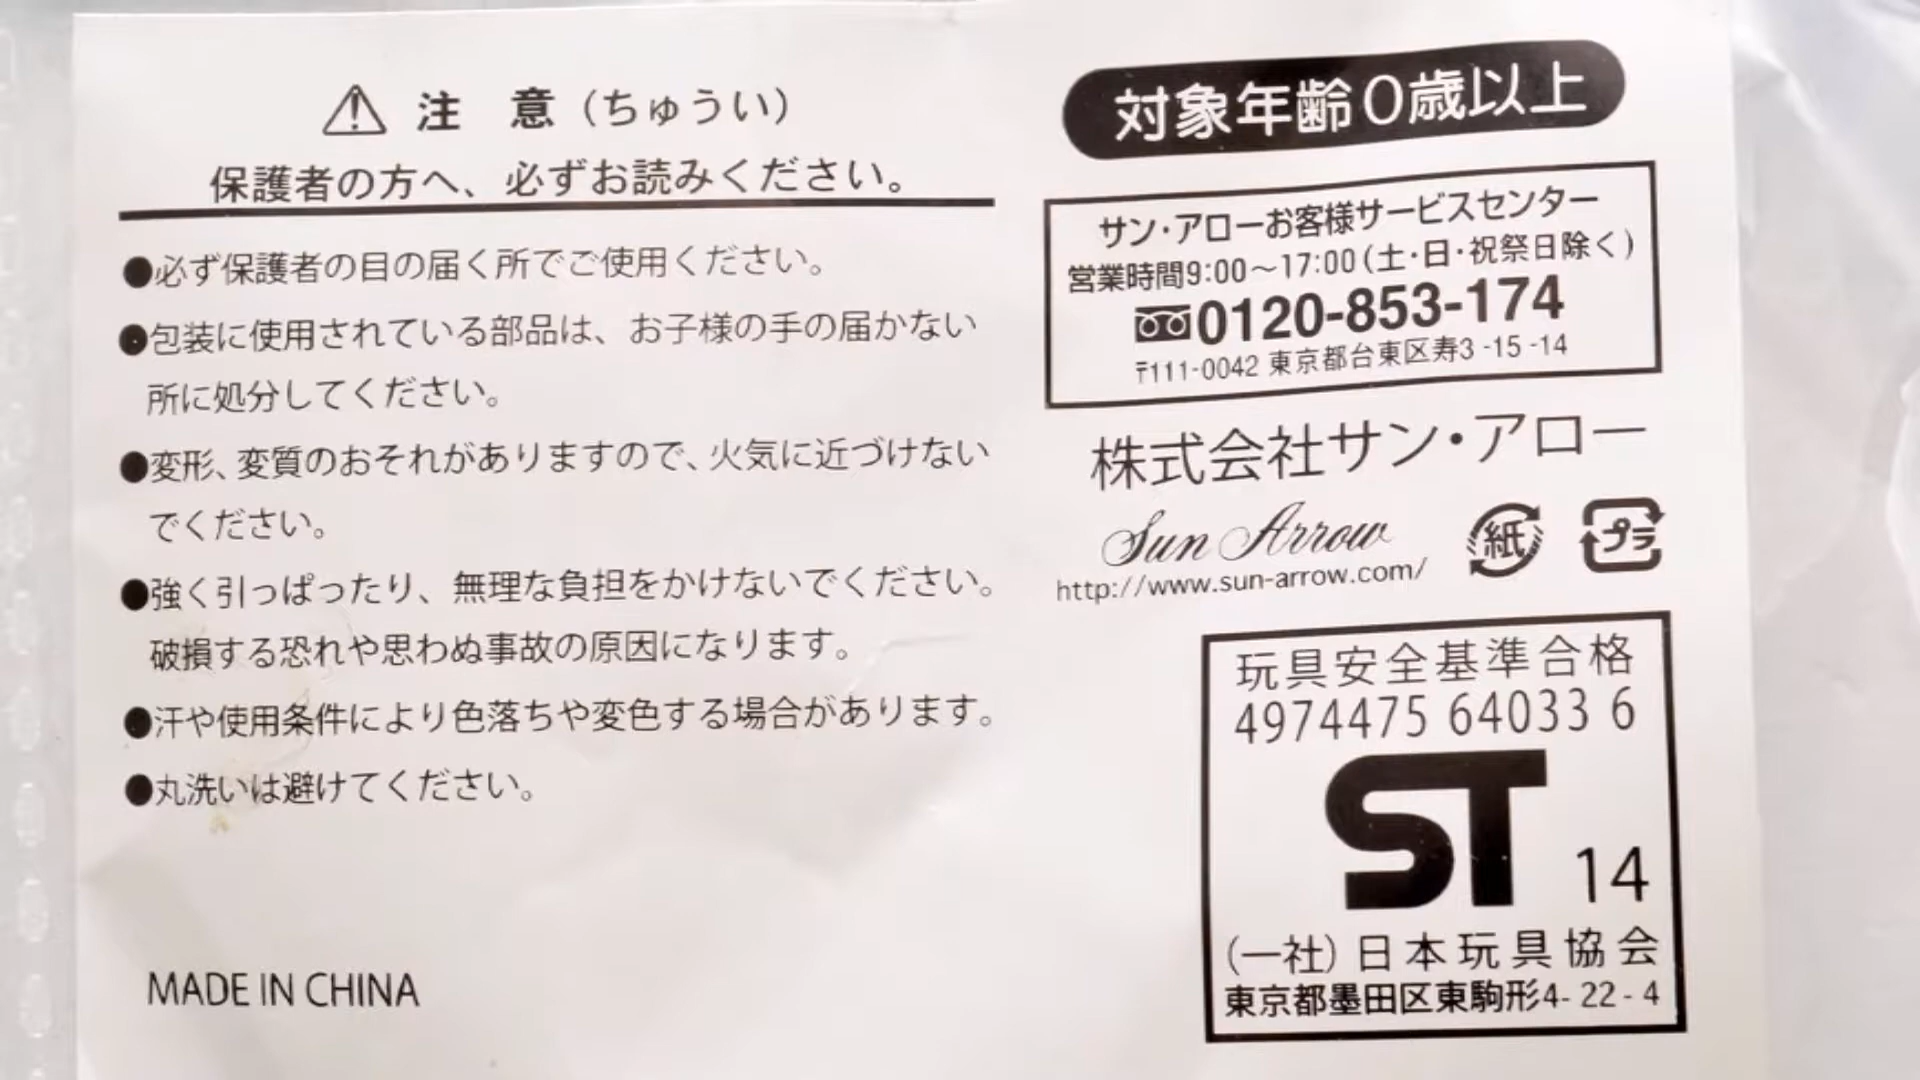 注 意 (ちゅうい)
保護者の方へ、必ずお読みください。
●必ず保護者の目の届く所でご使用ください。
●包装に使用されている部品は、お子様の手の届かない
所に処分してください。
●変形、変質のおそれがありますので、火気に近づけない
でください。
●強く引っぱったり、無理な負担をかけないでください。
破損する恐れや思わぬ事故の原因になります。
●汗や使用条件により色落ちや変色する場合があります。
●丸洗いは避けてください。
MADE IN CHINA
対象年齢0歳以上
サン・アローお客様サービスセンター
営業時間9:00~17:00(土・日・祝祭日除く)
0120-853-174
〒111-0042 東京都台東区寿3-15-14
株式会社サン・アロー
Sun Arrow
http://www.sun-arrow.com/
紙
プラ
玩具安全基準合格
4974475 64033 6
ST 14
(一社)日本玩具協会
東京都墨田区東駒形4-22-4